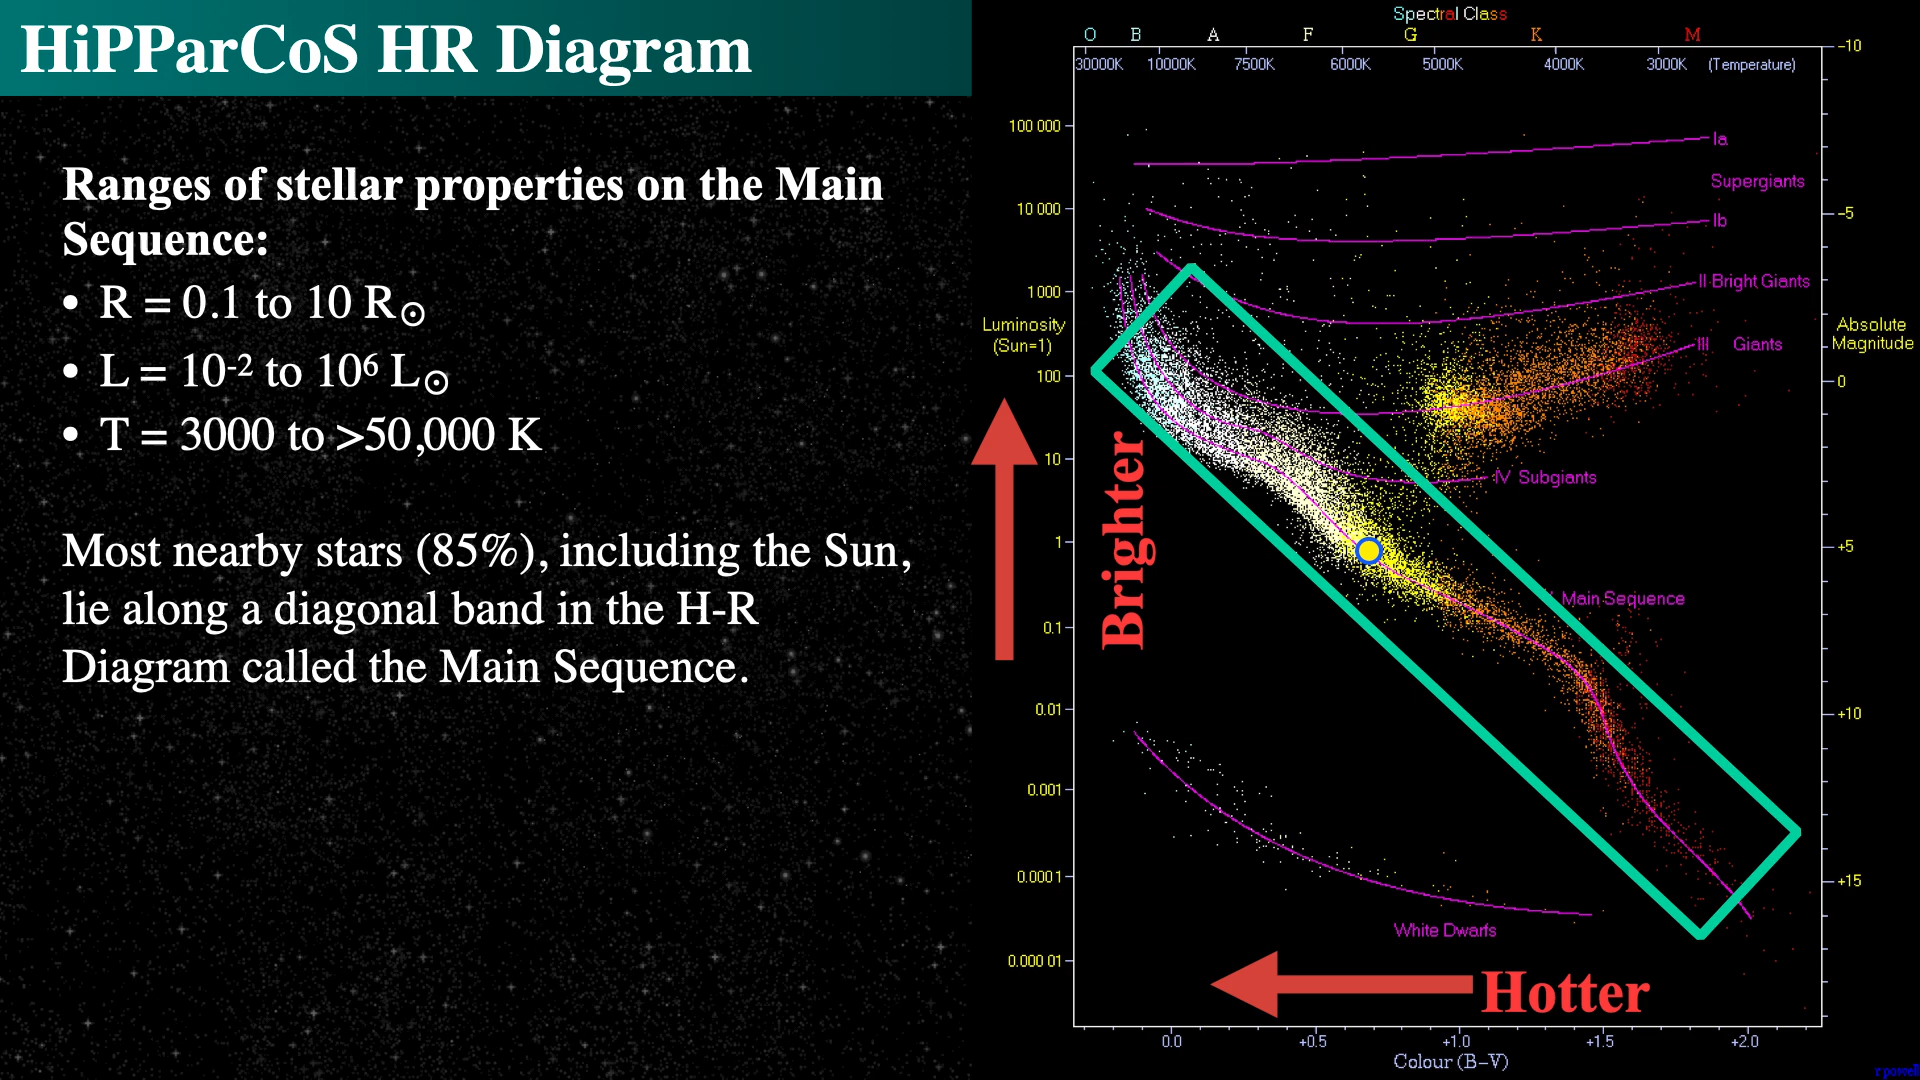 HiPParCoS HR Diagram
Ranges of stellar properties on the Main
Sequence:
• R = 0.1 to 10 R☉
• L = 10⁻² to 10⁶ L☉
• T = 3000 to >50,000 K
Most nearby stars (85%), including the Sun,
lie along a diagonal band in the H-R
Diagram called the Main Sequence.
Spectral Class
O B A F G K M
30000K 10000K 7500K 6000K 5000K 4000K 3000K (Temperature)
-10
100 000
Ia
Supergiants
10 000
-5
Ib
1000
II Bright Giants
Luminosity
(Sun=1)
Absolute
Magnitude
III Giants
100
0
10
IV Subgiants
Brighter
1
+5
Main Sequence
0.1
0.01
+10
0.001
0.0001
+15
White Dwarfs
0.000 01
Hotter
0.0 +0.5 +1.0 +1.5 +2.0
Colour (B-V)
r powell